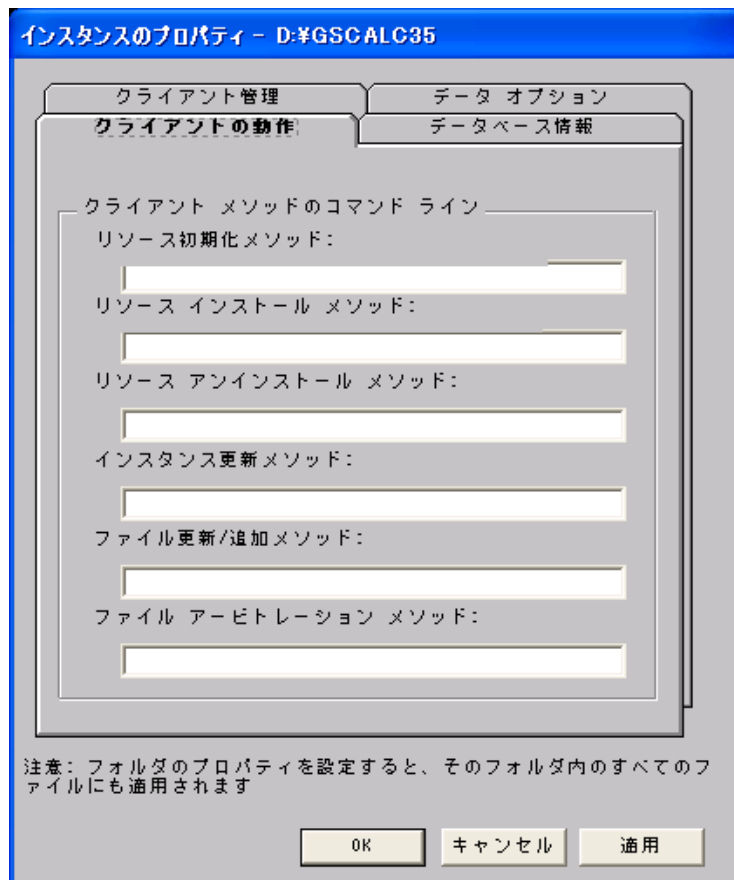 インスタンスのプロパティ - D:¥GSCALC35
クライアント管理
データ オプション
クライアントの動作
データベース情報
クライアント メソッドのコマンド ライン
リソース初期化メソッド:
リソース インストール メソッド:
リソース アンインストール メソッド:
インスタンス更新メソッド:
ファイル更新/追加メソッド:
ファイル アービトレーション メソッド:
注意: フォルダのプロパティを設定すると、そのフォルダ内のすべてのフ
ァイルにも適用されます
OK
キャンセル
適用